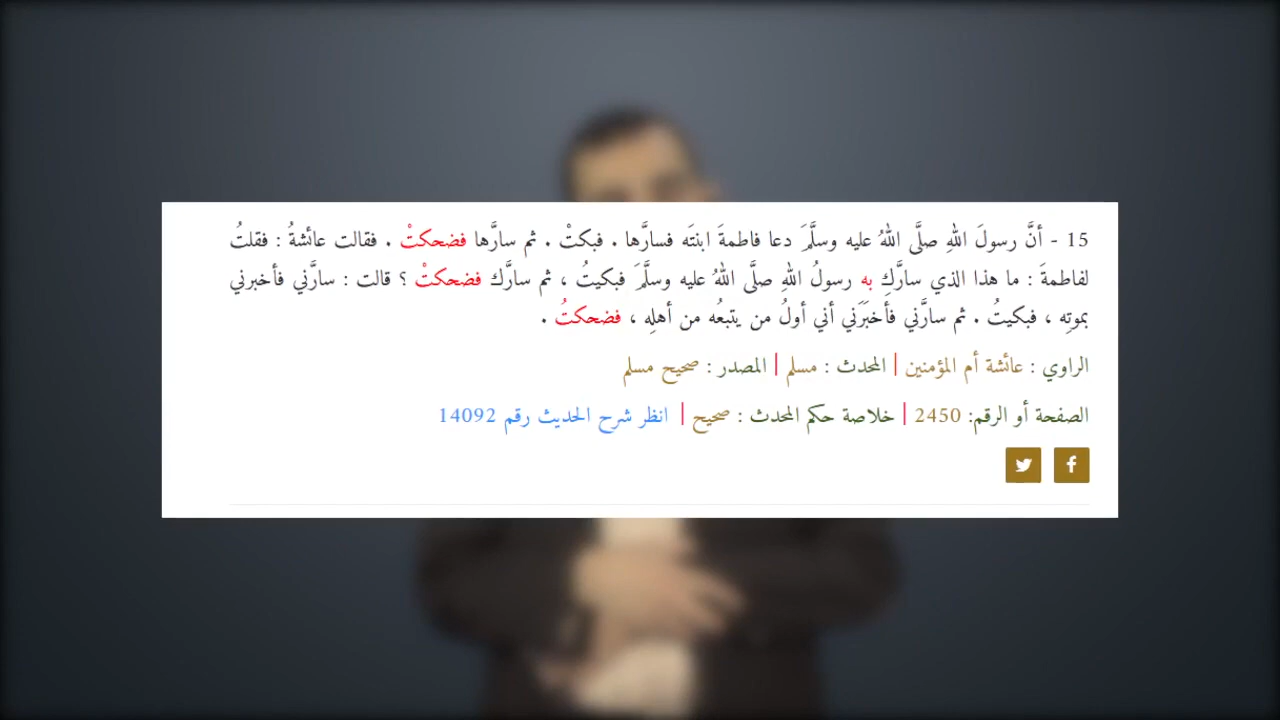 15 - أنَّ رسولَ اللهِ صلَّى اللهُ عليه وسلَّمَ دعا فاطمةَ ابنتَه فسارَّها . فبكتْ . ثم سارَّها فضحكتْ . فقالت عائشةُ : فقلتُ
لفاطمةَ : ما هذا الذي سارَّكِ به رسولُ اللهِ صلَّى اللهُ عليه وسلَّمَ فبكيتُ ، ثم سارَّك فضحكتْ ؟ قالت : سارَّني فأخبرني
بموتِه ، فبكيتُ . ثم سارَّني فأَخبَرَني أني أولُ من يتبعُه من أهلِه ، فضحكتُ .
الراوي : عائشة أم المؤمنين | المحدث : مسلم | المصدر : صحيح مسلم
الصفحة أو الرقم: 2450 | خلاصة حكم المحدث : صحيح | انظر شرح الحديث رقم 14092